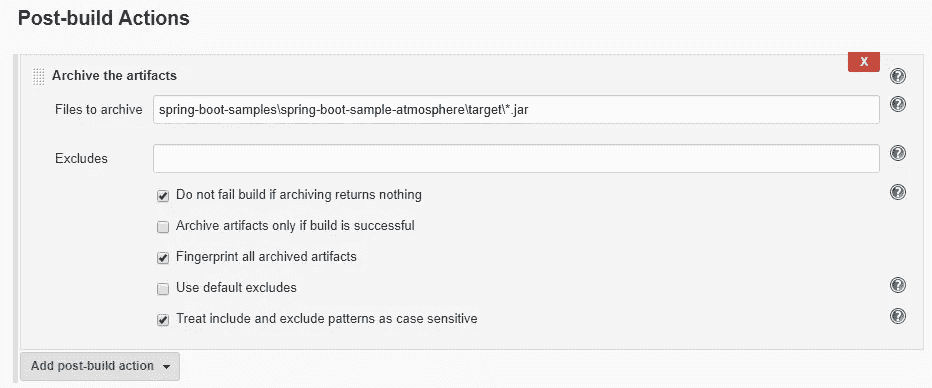 Post-build Actions
X
Archive the artifacts
?
Files to archive
spring-boot-samples\spring-boot-sample-atmosphere\target\*.jar
?
Excludes
?
Do not fail build if archiving returns nothing
?
Archive artifacts only if build is successful
Fingerprint all archived artifacts
Use default excludes
?
Treat include and exclude patterns as case sensitive
?
Add post-build action